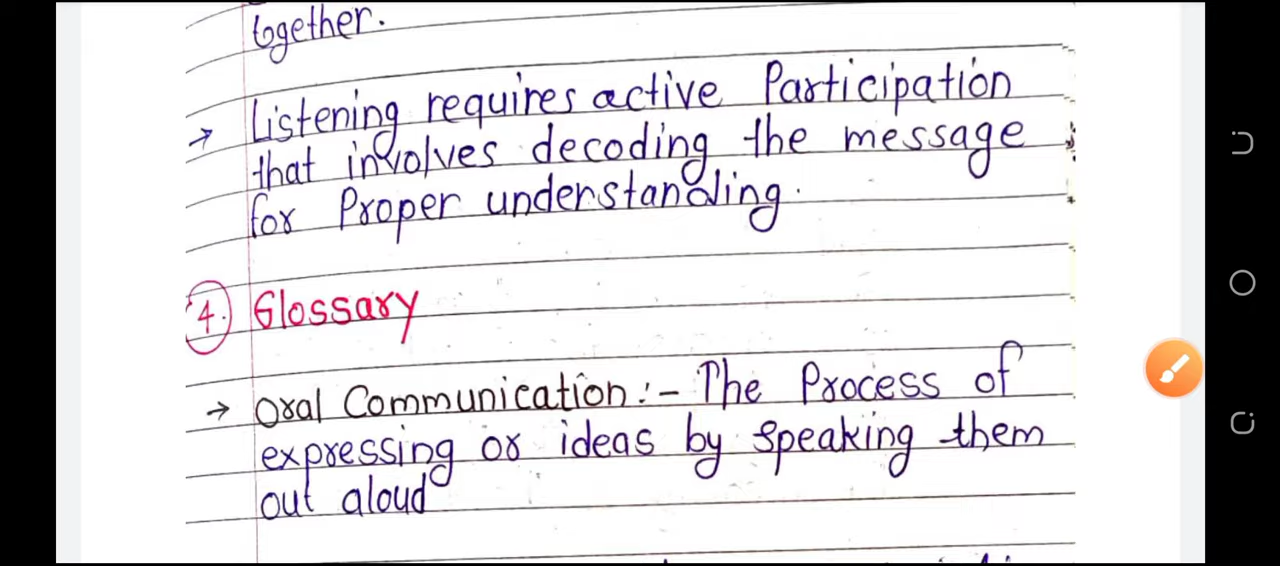 together.
→ Listening requires active Participation
that involves decoding the message
for Proper understanding.
4. Glossary
→ Oral Communication :- The Process of
expressing or ideas by speaking them
out aloud